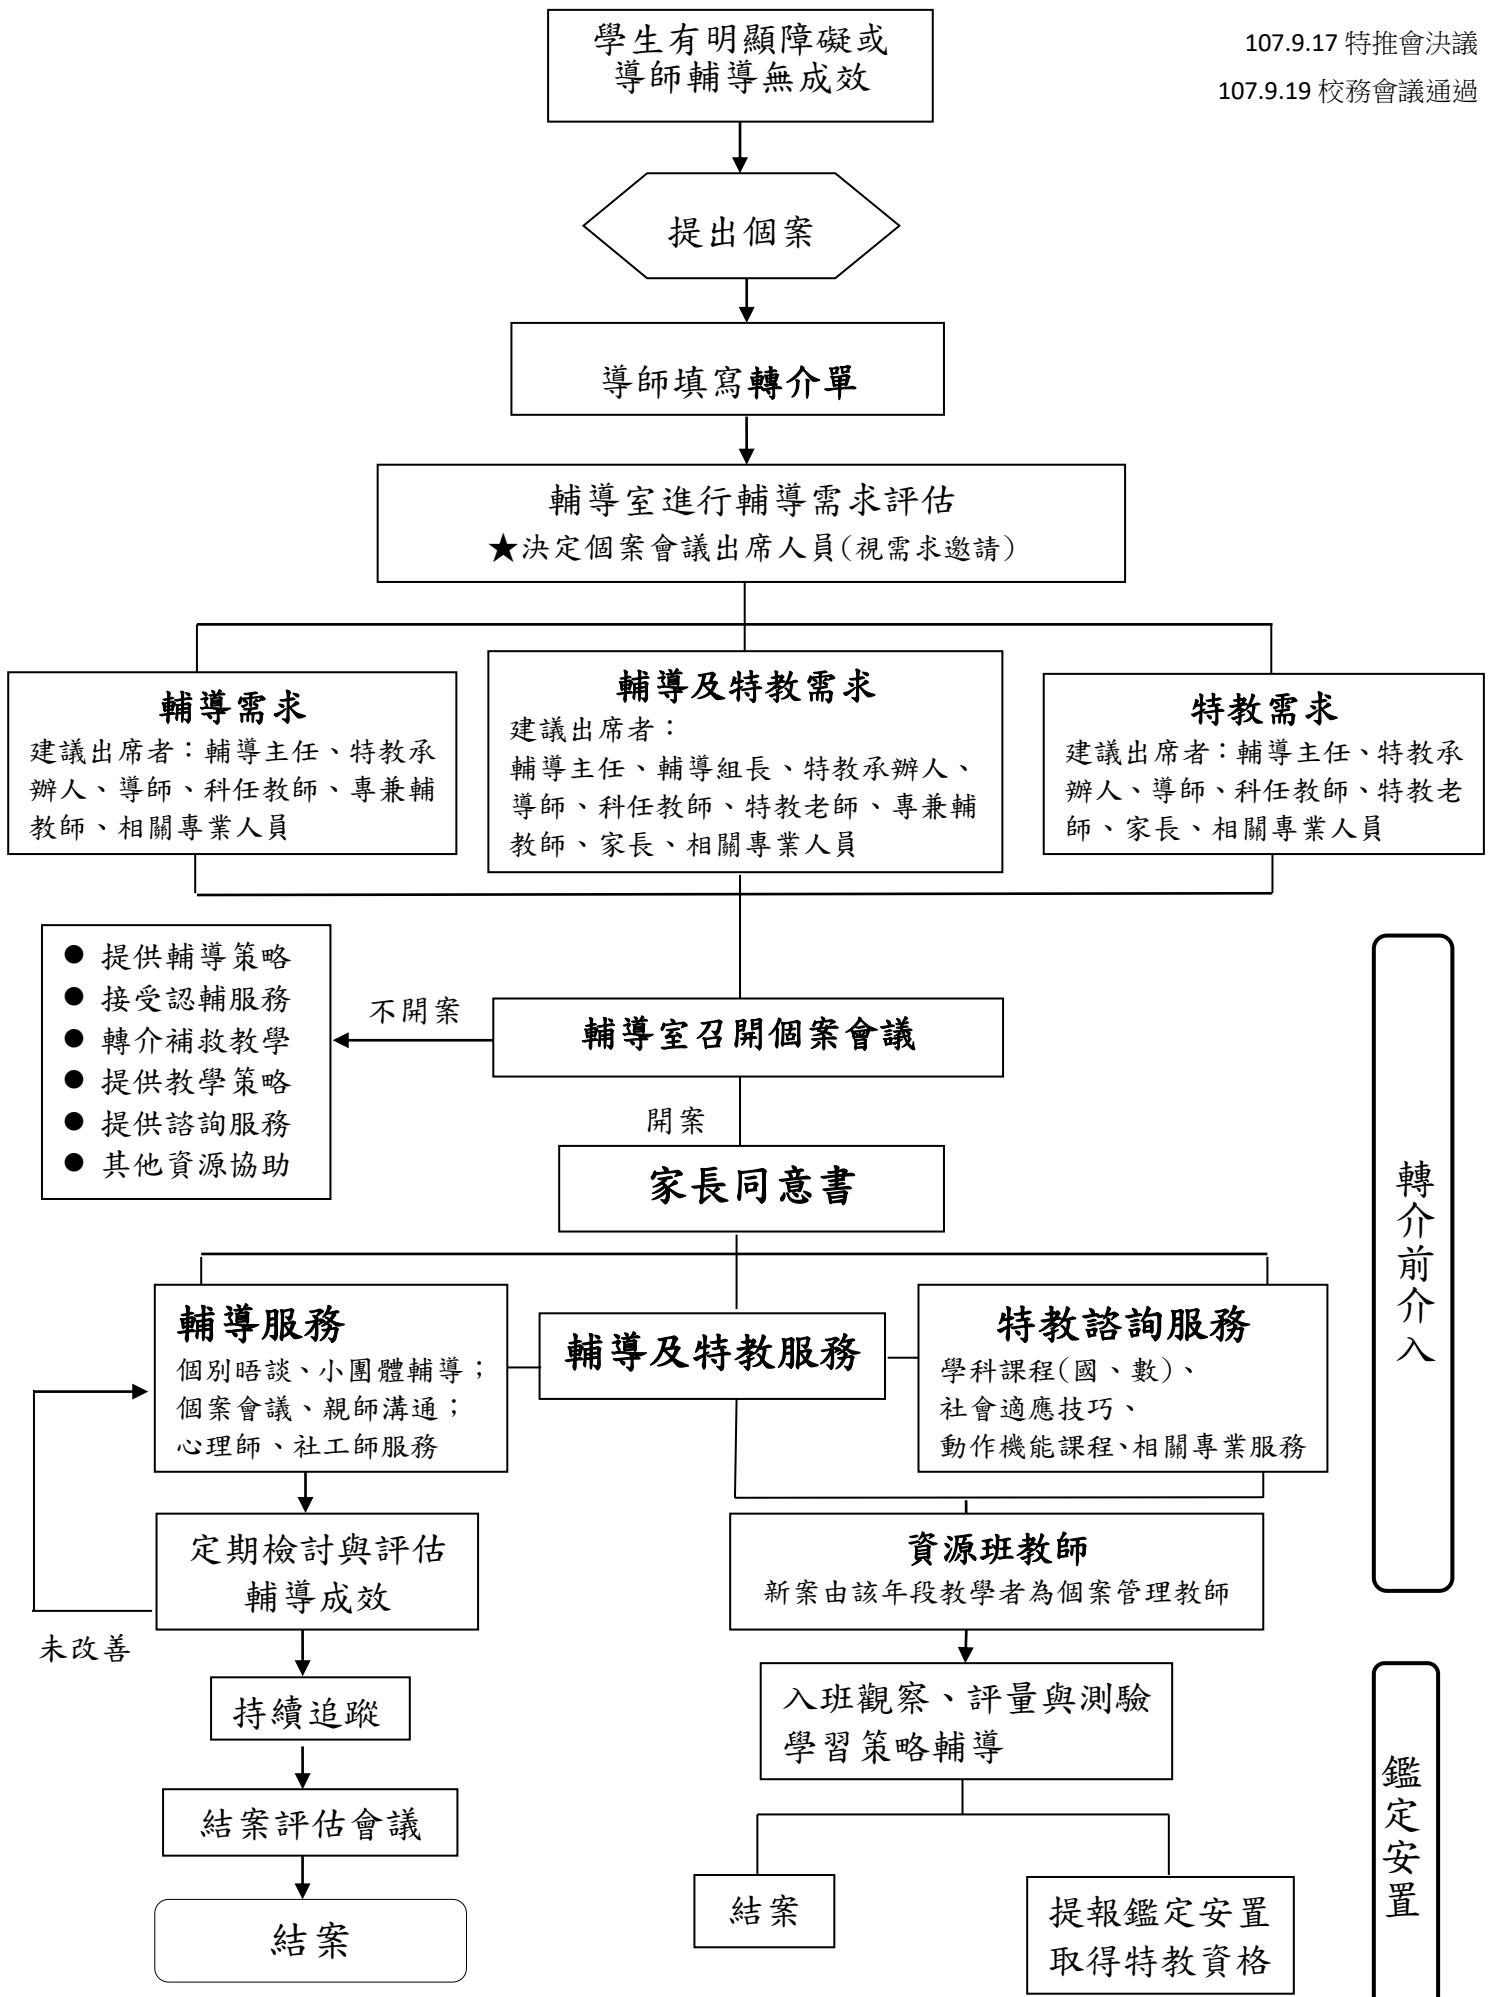 學生有明顯障礙或
導師輔導無成效
107.9.17 特推會決議
107.9.19 校務會議通過
提出個案
導師填寫轉介單
輔導室進行輔導需求評估
★決定個案會議出席人員(視需求邀請)
輔導需求
建議出席者：輔導主任、特教承
辦人、導師、科任教師、專兼輔
教師、相關專業人員
輔導及特教需求
建議出席者：
輔導主任、輔導組長、特教承辦人、
導師、科任教師、特教老師、專兼輔
教師、家長、相關專業人員
特教需求
建議出席者：輔導主任、特教承
辦人、導師、科任教師、特教老
師、家長、相關專業人員
● 提供輔導策略
● 接受認輔服務
● 轉介補救教學
● 提供教學策略
● 提供諮詢服務
● 其他資源協助
不開案
輔導室召開個案會議
開案
家長同意書
轉介前介入
輔導服務
個別晤談、小團體輔導；
個案會議、親師溝通；
心理師、社工師服務
輔導及特教服務
特教諮詢服務
學科課程(國、數)、
社會適應技巧、
動作機能課程、相關專業服務
定期檢討與評估
輔導成效
未改善
資源班教師
新案由該年段教學者為個案管理教師
持續追蹤
入班觀察、評量與測驗
學習策略輔導
鑑定安置
結案評估會議
結案
結案
提報鑑定安置
取得特教資格